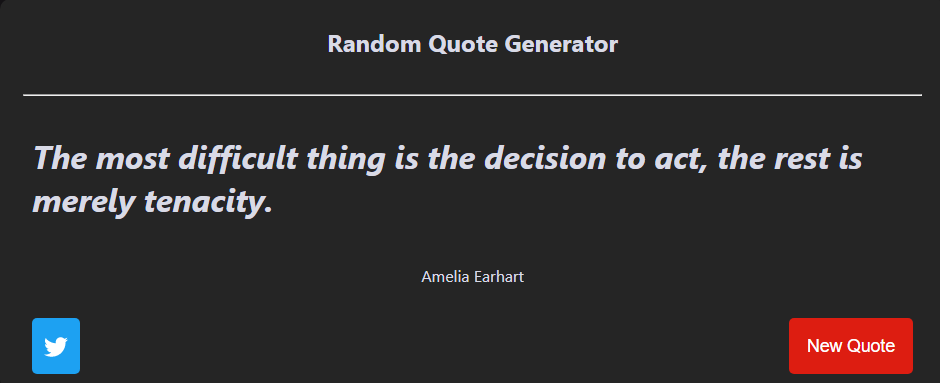 Random Quote Generator
The most difficult thing is the decision to act, the rest is
merely tenacity.
Amelia Earhart
New Quote